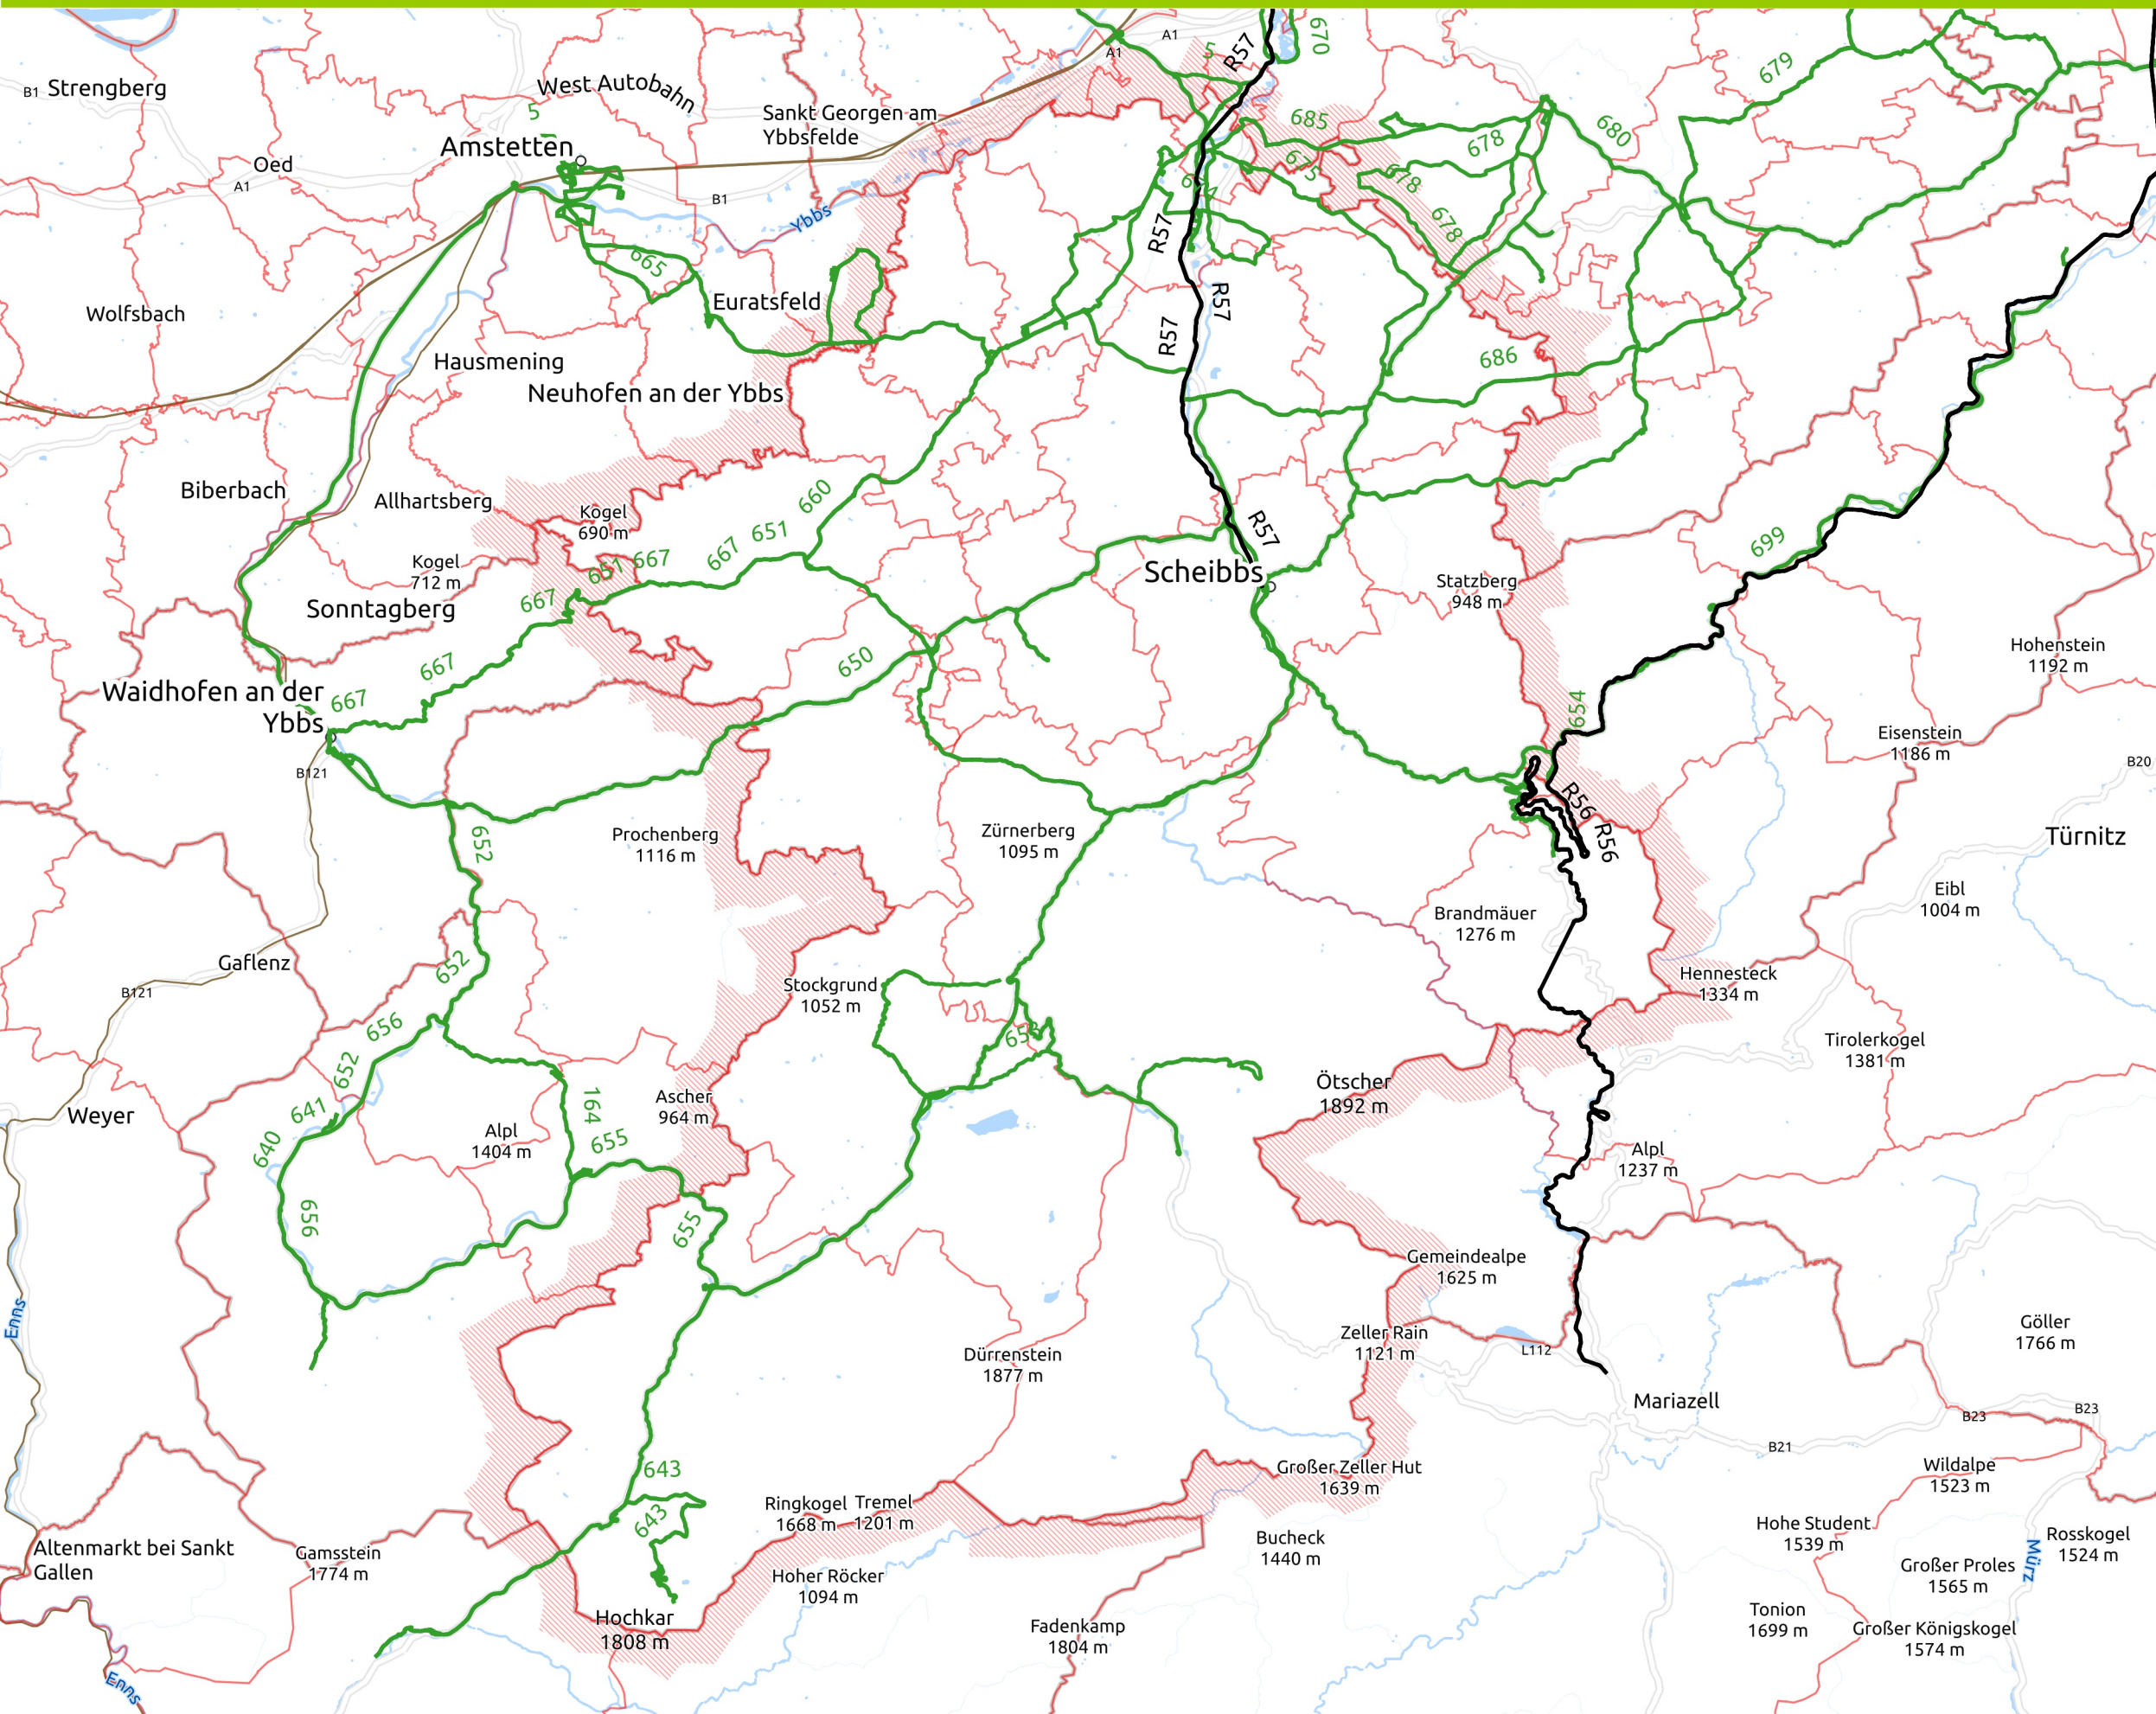 670
R57
A1
A1
5
679
B1 Strengberg
West Autobahn
5
Sankt Georgen am
Ybbsfelde
685
680
678
Amstetten
Oed
A1
675
678
B1
Ybbs
R57
678
665
Euratsfeld
R57
Wolfsbach
R57
Hausmening
686
Neuhofen an der Ybbs
Biberbach
Allhartsberg
660
Kogel
690 m
R57
651
667
699
667
651
Kogel
712 m
Scheibbs
Statzberg
948 m
667
Sonntagberg
Hohenstein
1192 m
650
667
Waidhofen an der
Ybbs
667
654
Eisenstein
1186 m
B121
B20
R56
R56
652
Prochenberg
1116 m
Zürnerberg
1095 m
Türnitz
Eibl
1004 m
Brandmäuer
1276 m
652
Gaflenz
B121
Stockgrund
1052 m
Hennesteck
1334 m
656
Tirolerkogel
1381 m
652
Ötscher
1892 m
Ascher
964 m
164
641
Weyer
640
Alpl
1404 m
655
Alpl
1237 m
656
655
Gemeindealpe
1625 m
Enns
Göller
1766 m
Zeller Rain
1121 m
L112
Dürrenstein
1877 m
Mariazell
B23
B23
B21
643
Großer Zeller Hut
1639 m
Wildalpe
1523 m
643
Ringkogel
1668 m
Tremel
1201 m
Hohe Student
1539 m
Rosskogel
1524 m
Altenmarkt bei Sankt
Gallen
Gamsstein
1774 m
Bucheck
1440 m
Mürz
Großer Proles
1565 m
Hoher Röcker
1094 m
Hochkar
1808 m
Fadenkamp
1804 m
Tonion
1699 m
Großer Königskogel
1574 m
Enns